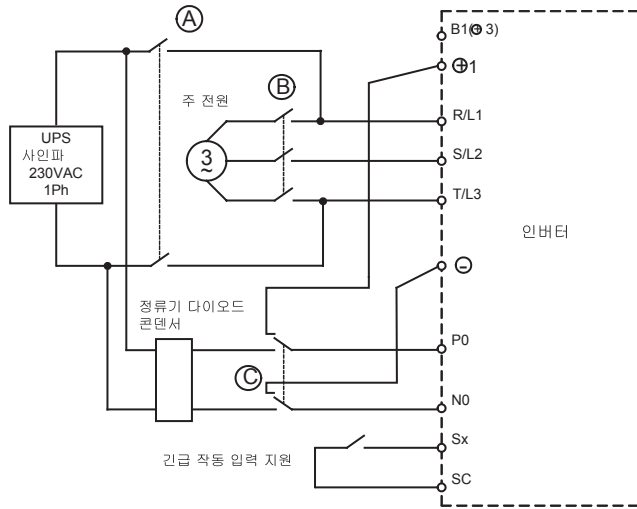 A
B1(⊕ 3)
⊕1
주 전원
B
R/L1
UPS
사인파
230VAC
1Ph
3
~
S/L2
T/L3
인버터
⊖
정류기 다이오드
콘덴서
P0
C
N0
긴급 작동 입력 지원
Sx
SC